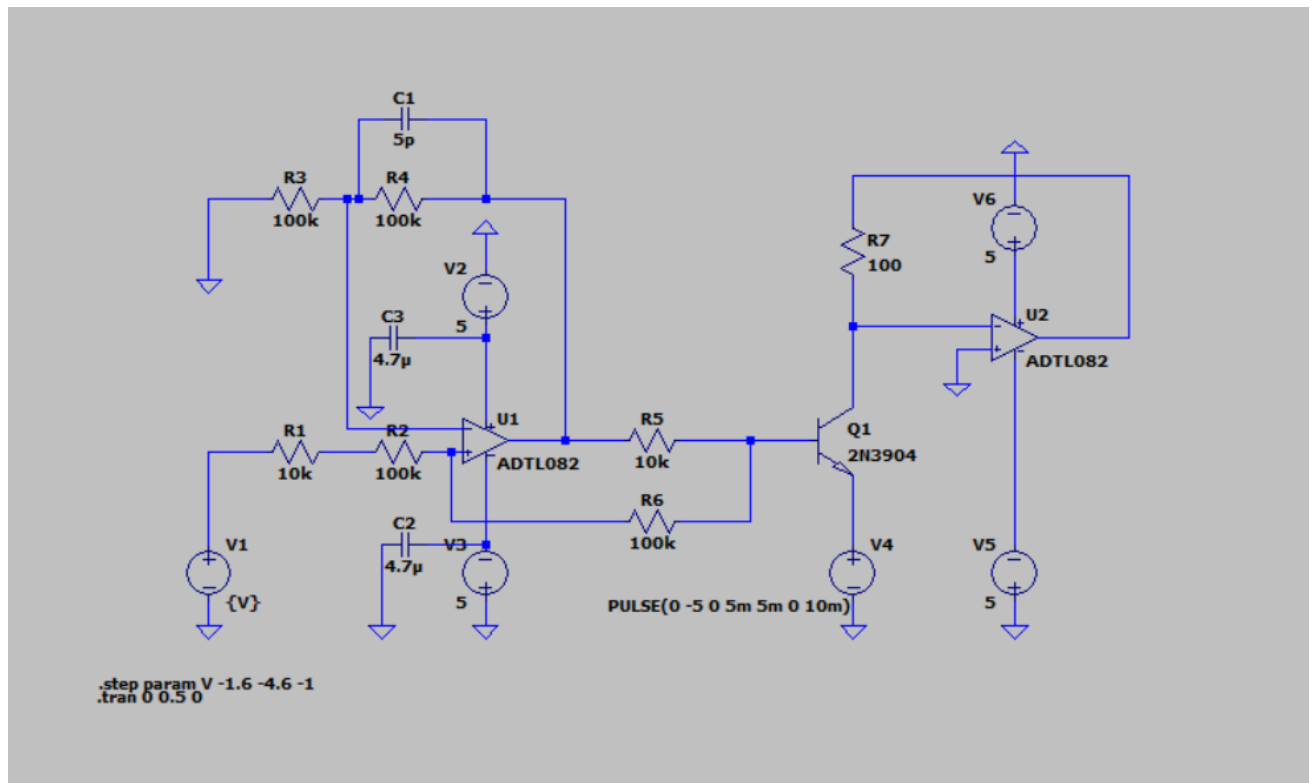 C1
5p
R3
100k
R4
100k
V2
5
C3
4.7µ
R1
10k
R2
100k
U1
ADTL082
C2
4.7µ
V1
{V}
V3
5
R5
10k
R6
100k
Q1
2N3904
V4
PULSE(0 -5 0 5m 5m 0 10m)
R7
100
V6
5
U2
ADTL082
V5
5
.step param V -1.6 -4.6 -1
.tran 0 0.5 0